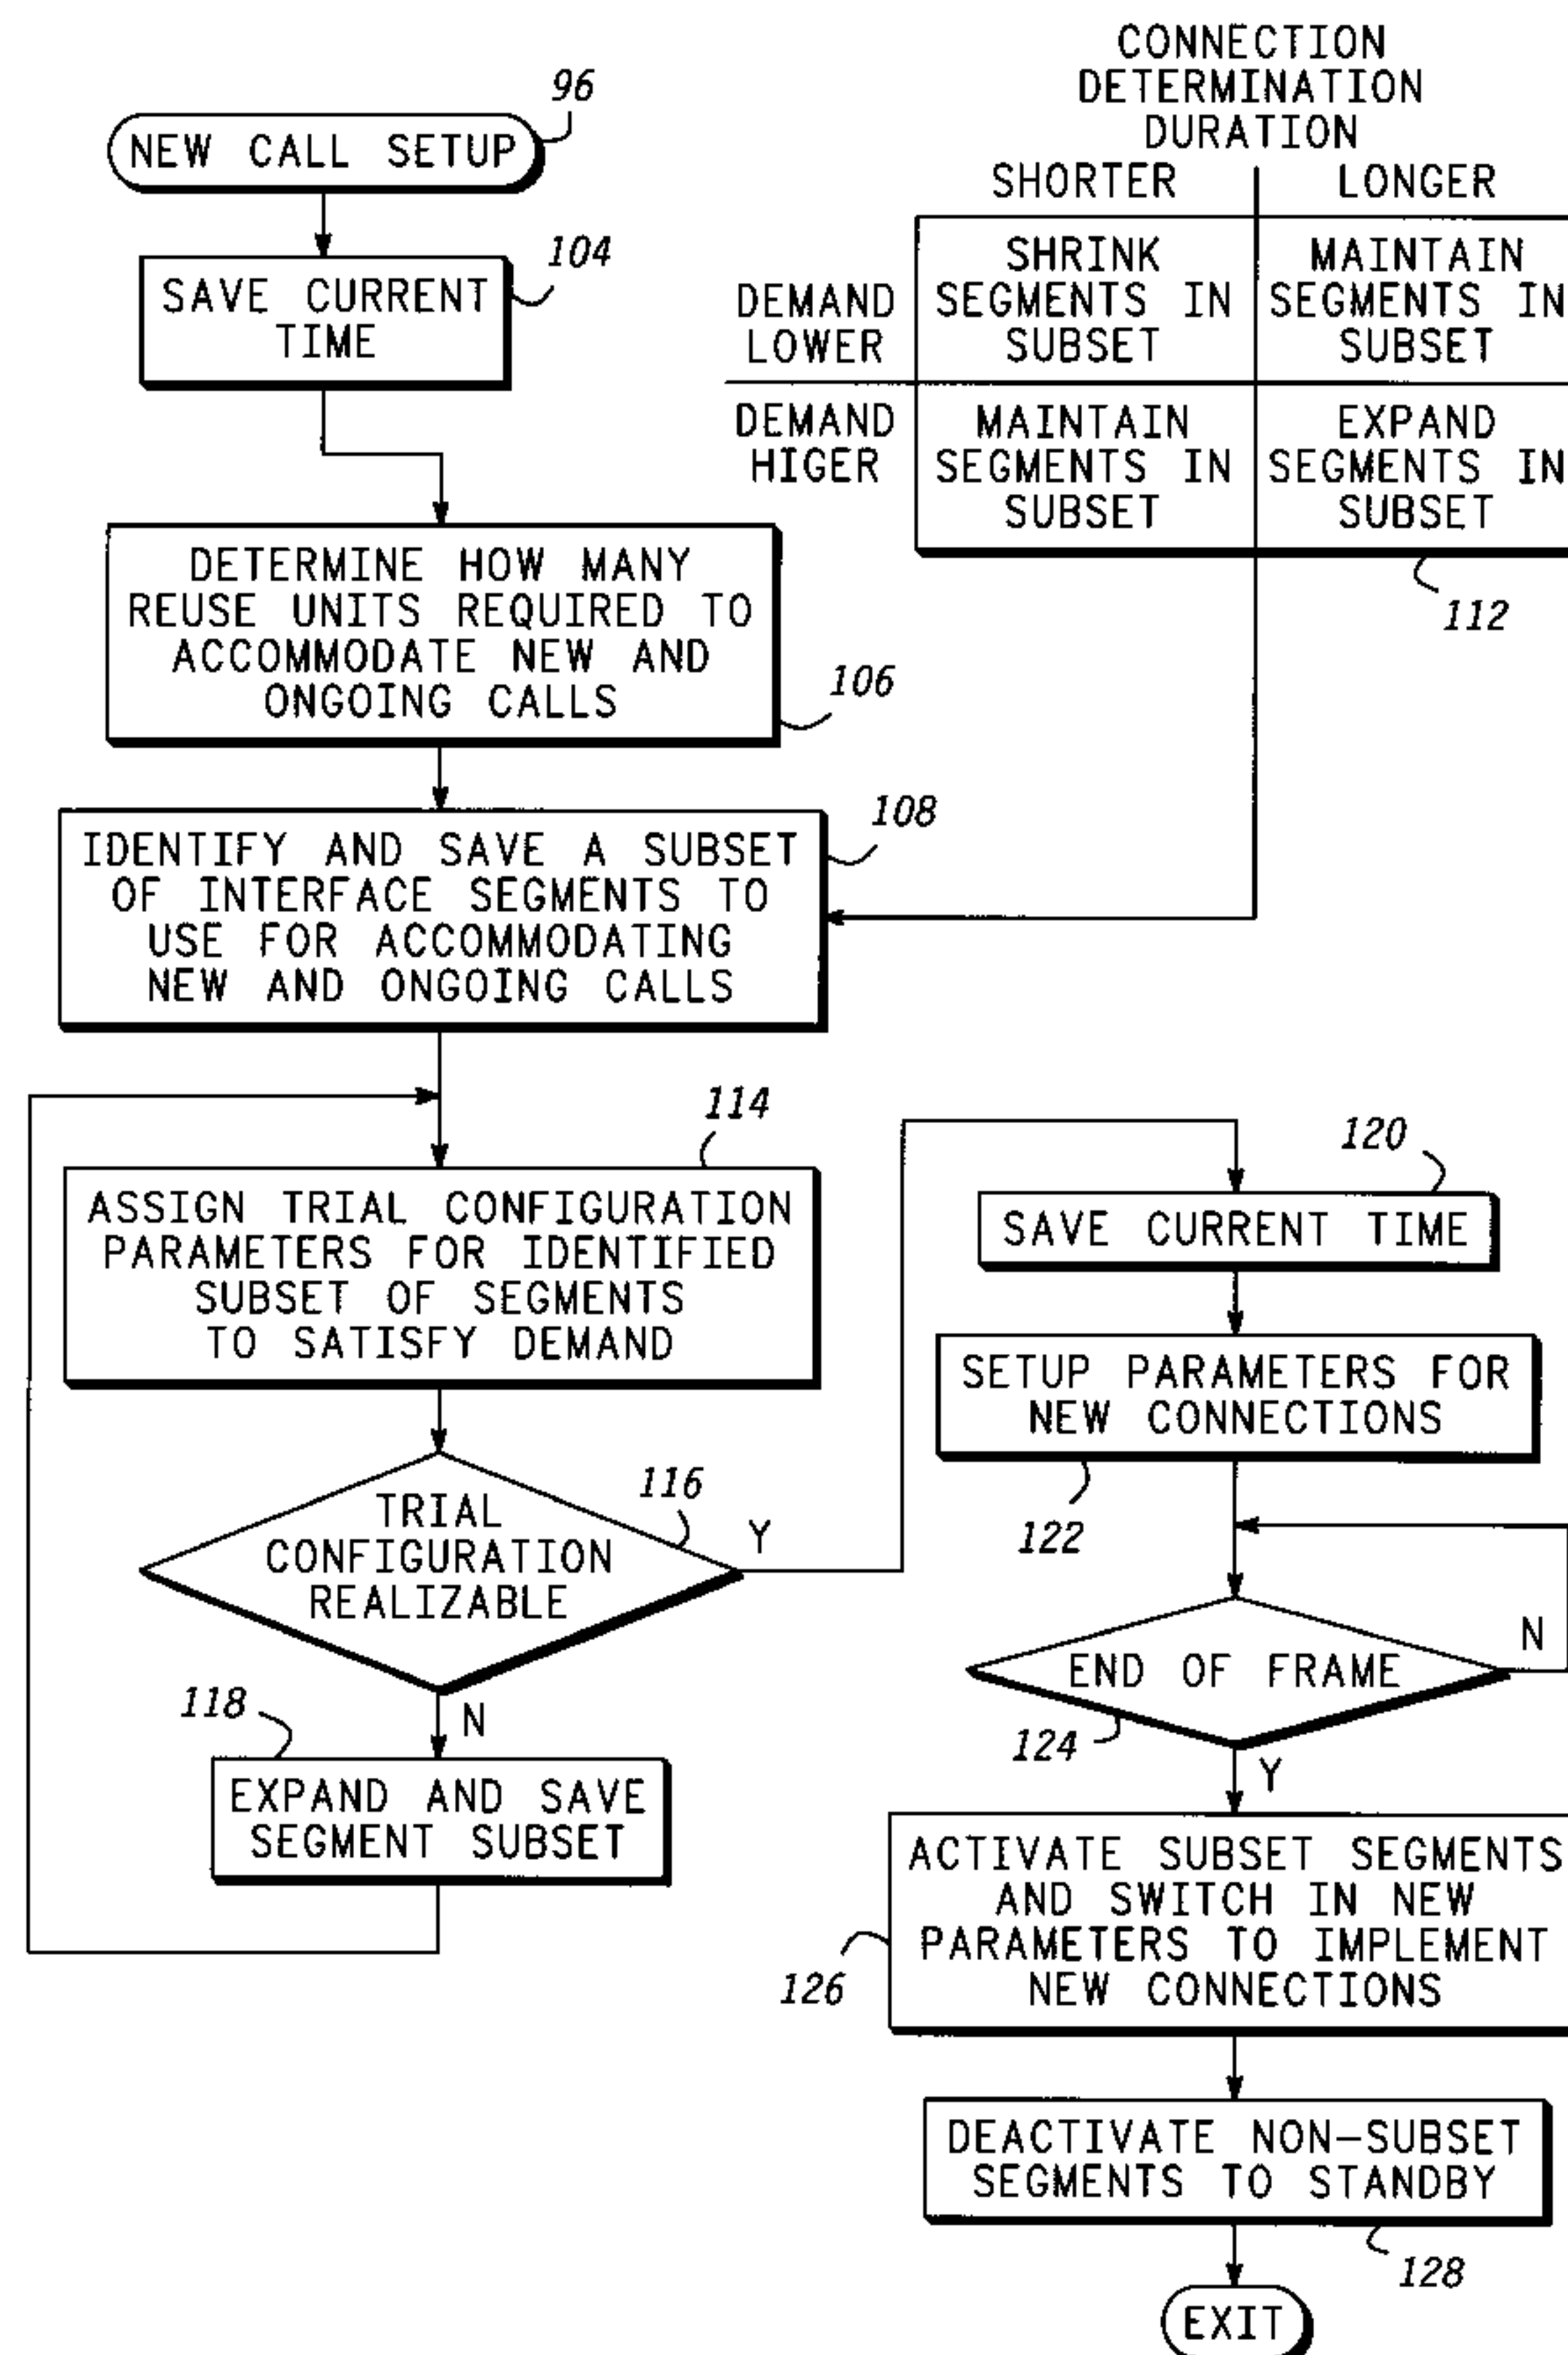 NEW CALL SETUP
96
SAVE CURRENT
TIME
104
DETERMINE HOW MANY
REUSE UNITS REQUIRED TO
ACCOMMODATE NEW AND
ONGOING CALLS
106
IDENTIFY AND SAVE A SUBSET
OF INTERFACE SEGMENTS TO
USE FOR ACCOMMODATING
NEW AND ONGOING CALLS
108
CONNECTION
DETERMINATION
DURATION
SHORTER
LONGER
DEMAND
LOWER
SHRINK
SEGMENTS IN
SUBSET
MAINTAIN
SEGMENTS IN
SUBSET
DEMAND
HIGER
MAINTAIN
SEGMENTS IN
SUBSET
EXPAND
SEGMENTS IN
SUBSET
112
114
ASSIGN TRIAL CONFIGURATION
PARAMETERS FOR IDENTIFIED
SUBSET OF SEGMENTS
TO SATISFY DEMAND
116
TRIAL
CONFIGURATION
REALIZABLE
Y
N
118
EXPAND AND SAVE
SEGMENT SUBSET
120
SAVE CURRENT TIME
SETUP PARAMETERS FOR
NEW CONNECTIONS
122
END OF FRAME
N
124
Y
ACTIVATE SUBSET SEGMENTS
AND SWITCH IN NEW
PARAMETERS TO IMPLEMENT
NEW CONNECTIONS
126
DEACTIVATE NON-SUBSET
SEGMENTS TO STANDBY
128
EXIT